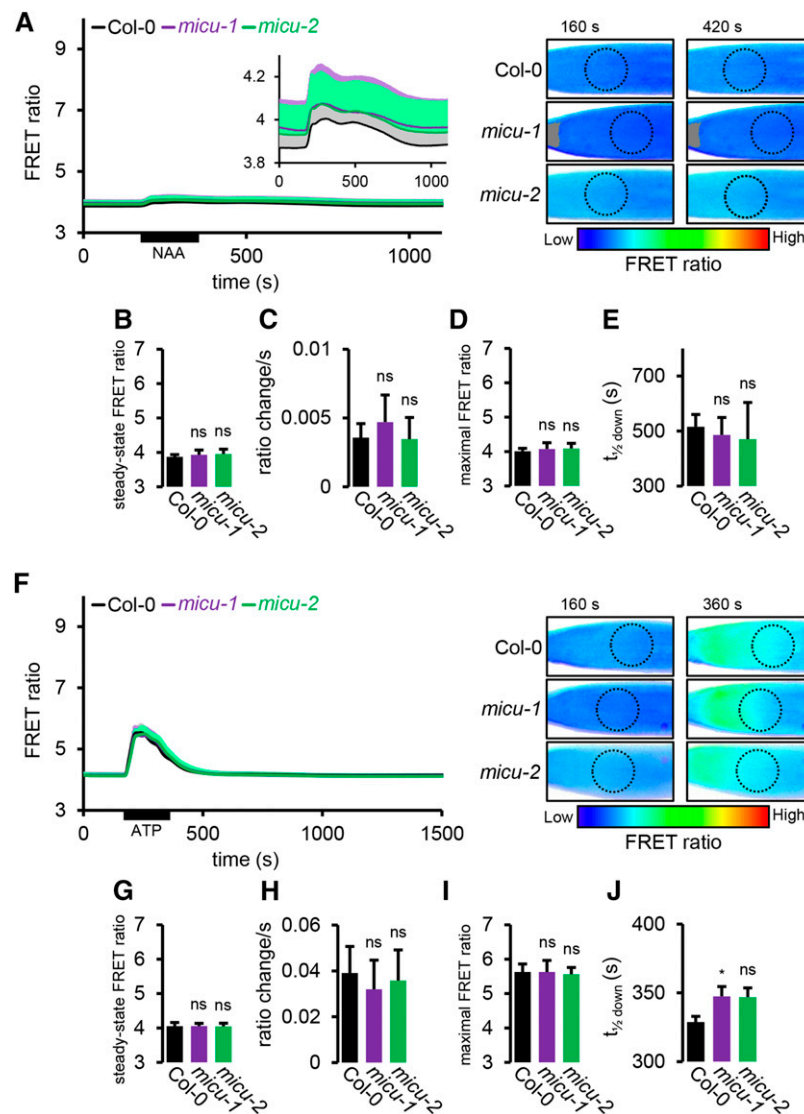 A
Col-0 micu-1 micu-2
9
7
5
3
FRET ratio
4.2
4
3.8
0 500 1000
NAA
0 500 1000
time (s)
160 s 420 s
Col-0
micu-1
micu-2
Low High
FRET ratio
B
steady-state FRET ratio
7
6
5
4
3
ns ns
Col-0 micu-1 micu-2
C
ratio change/s
0.01
0.005
0
ns ns
Col-0 micu-1 micu-2
D
maximal FRET ratio
7
6
5
4
3
ns ns
Col-0 micu-1 micu-2
E
t½ down (s)
700
500
300
ns ns
Col-0 micu-1 micu-2
F
Col-0 micu-1 micu-2
9
7
5
3
FRET ratio
ATP
0 500 1000 1500
time (s)
160 s 360 s
Col-0
micu-1
micu-2
Low High
FRET ratio
G
steady-state FRET ratio
7
6
5
4
3
ns ns
Col-0 micu-1 micu-2
H
ratio change/s
0.06
0.04
0.02
0
ns ns
Col-0 micu-1 micu-2
I
maximal FRET ratio
7
6
5
4
3
ns ns
Col-0 micu-1 micu-2
J
t½ down (s)
400
350
300
* ns
Col-0 micu-1 micu-2